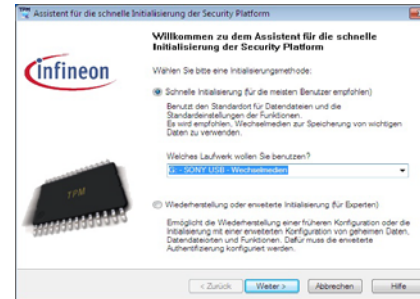 Assistent für die schnelle Initialisierung der Security Platform
Willkommen zu dem Assistent für die schnelle
Initialisierung der Security Platform
infineon
Wählen Sie bitte eine Initialisierungsmethode:
Schnelle Initialisierung (für die meisten Benutzer empfohlen)
Benutzt den Standardort für Datendateien und die
Standardeinstellungen der Funktionen.
Es wird empfohlen, Wechselmedien zur Speicherung von wichtigen
Daten zu verwenden.
Welches Laufwerk wollen Sie benutzen?
G: - SONY USB - Wechselmedien
TPM
Wiederherstellung oder erweiterte Initialisierung (für Experten)
Ermöglicht die Wiederherstellung einer früheren Konfiguration oder die
Initialisierung mit einer erweiterten Konfiguration von geheimen Daten,
Datendateiorten und Funktionen. Dafür muss die erweiterte
Authentifizierung konfiguriert werden.
< Zurück Weiter > Abbrechen Hilfe